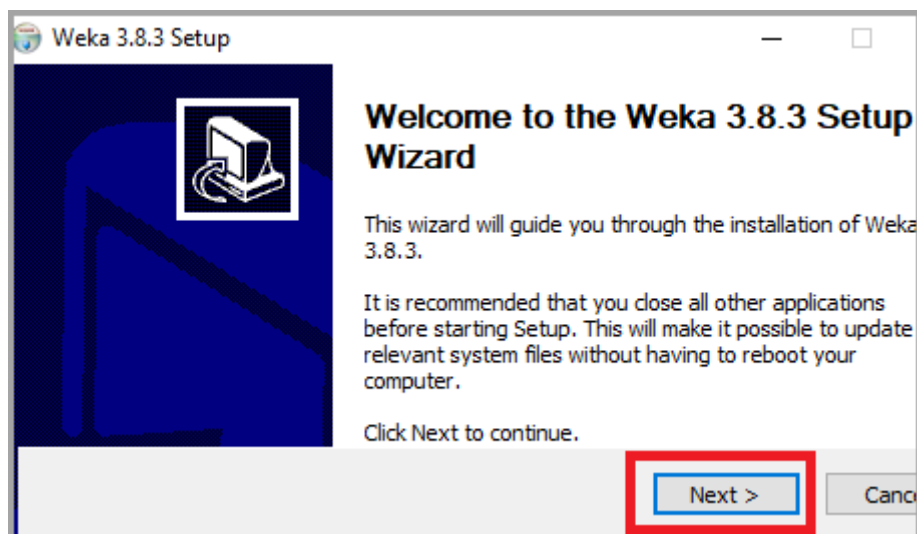 Weka 3.8.3 Setup
Welcome to the Weka 3.8.3 Setup
Wizard
This wizard will guide you through the installation of Weka
3.8.3.
It is recommended that you close all other applications
before starting Setup. This will make it possible to update
relevant system files without having to reboot your
computer.
Click Next to continue.
Next >
Canc